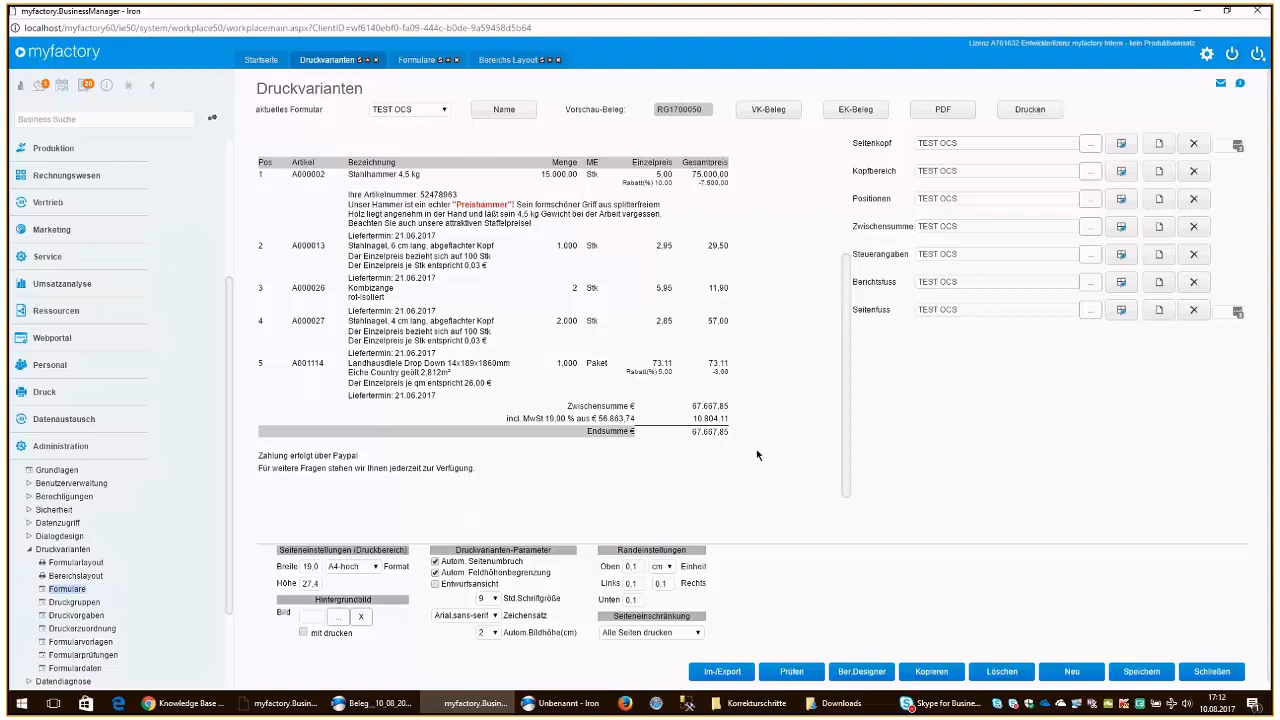 myfactory.BusinessManager - Iron
localhost/myfactory60/ie50/system/workplace50/workplacemain.aspx?ClientID=wf6140ebf0-fa09-444c-b0de-9a59458d5b64
myfactory
Lizenz A761632 Entwicklerlizenz myfactory Intern - kein Produktiveinsatz
Startseite
Druckvarianten
Formulare
Bereichs Layout
Druckvarianten
aktuelles Formular TEST OCS Name Vorschau-Beleg: RG1700050 VK-Beleg EK-Beleg PDF Drucken
Business Suche
Produktion
Rechnungswesen
Vertrieb
Marketing
Service
Umsatzanalyse
Ressourcen
Webportal
Personal
Druck
Datenaustausch
Administration
Grundlagen
Benutzerverwaltung
Berechtigungen
Sicherheit
Datenzugriff
Dialogdesign
Druckvarianten
Formularlayout
Bereichslayout
Formulare
Druckgruppen
Druckvorgaben
Druckerzuordnung
Formularvorlagen
Formularprüfungen
Formulardaten
Datendiagnose
Pos Artikel Bezeichnung Menge ME Einzelpreis Gesamtpreis
1 A000002 Stahlhammer 4,5 kg 15.000,00 Stk 5,00 75.000,00
Rabatt(%) 10.00 -7.500,00
Ihre Artikelnummer: 52478963
Unser Hammer ist ein echter "Preishammer"! Sein formschöner Griff aus splitterfreiem
Holz liegt angenehm in der Hand und läßt sein 4,5 kg Gewicht bei der Arbeit vergessen.
Beachten Sie auch unsere attraktiven Staffelpreise!
Liefertermin: 21.06.2017
2 A000013 Stahlnagel, 6 cm lang, abgeflachter Kopf 1.000 Stk 2,95 29,50
Der Einzelpreis bezieht sich auf 100 Stk
Der Einzelpreis je Stk entspricht 0,03 €
Liefertermin: 21.06.2017
3 A000026 Kombizange 2 Stk 5,95 11,90
rot-isoliert
Liefertermin: 21.06.2017
4 A000027 Stahlnagel, 4 cm lang, abgeflachter Kopf 2.000 Stk 2,85 57,00
Der Einzelpreis bezieht sich auf 100 Stk
Der Einzelpreis je Stk entspricht 0,03 €
Liefertermin: 21.06.2017
5 A001114 Landhausdiele Drop Down 14x189x1860mm 1,000 Paket 73,11 73,11
Eiche Country geölt 2,812m² Rabatt(%) 5.00
Der Einzelpreis je qm entspricht 26,00 €
Liefertermin: 21.06.2017
Zwischensumme € 67.667,85
incl. MwSt 19,00 % aus € 56.863,74 10.804,11
Endsumme € 67.667,85
Zahlung erfolgt über Paypal
Für weitere Fragen stehen wir Ihnen jederzeit zur Verfügung.
Seitenkopf TEST OCS ...
Kopfbereich TEST OCS ...
Positionen TEST OCS ...
Zwischensumme TEST OCS ...
Steuerangaben TEST OCS ...
Berichtsfuss TEST OCS ...
Seitenfuss TEST OCS ...
Seiteneinstellungen (Druckbereich)
Breite 19,0 A4-hoch Format
Höhe 27,4
Hintergrundbild
Bild ... X
mit drucken
Druckvarianten-Parameter
Autom. Seitenumbruch
Autom. Feldhöhenbegrenzung
Entwurfsansicht
9 Std.Schriftgröße
Arial,sans-serif Zeichensatz
2 Autom.Bildhöhe(cm)
Randeinstellungen
Oben 0,1 cm Einheit
Links 0,1 0,1 Rechts
Unten 0,1
Seiteneinschränkung
Alle Seiten drucken
Im-/Export Prüfen Ber.Designer Kopieren Löschen Neu Speichern Schließen
Knowledge Base ... myfactory.Busin... Beleg__10_08_20... myfactory.Busin... Unbenannt - Iron Korrekturschritte Downloads Skype for Busine...
17:12
10.08.2017